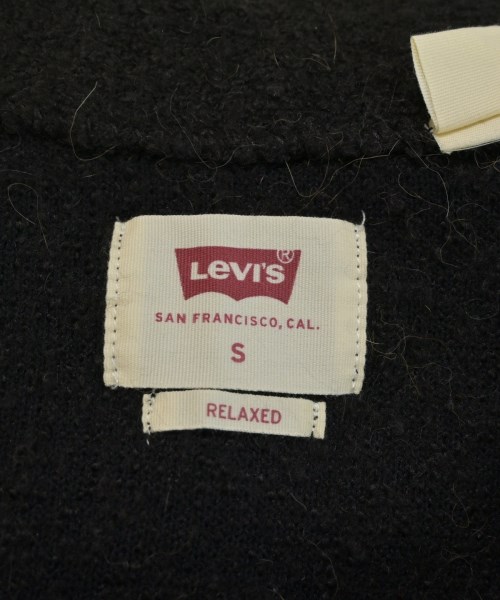 Levi's®
SAN FRANCISCO, CAL.
S
RELAXED